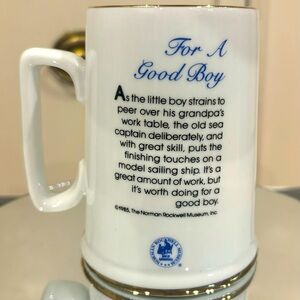 For A
Good Boy
As the little boy strains to
peer over his grandpa's
work table, the old sea
captain deliberately, and
with great skill, puts the
finishing touches on a
model sailing ship. It's a
great amount of work, but
it's worth doing for a
good boy.
©1985, The Norman Rockwell Museum, Inc